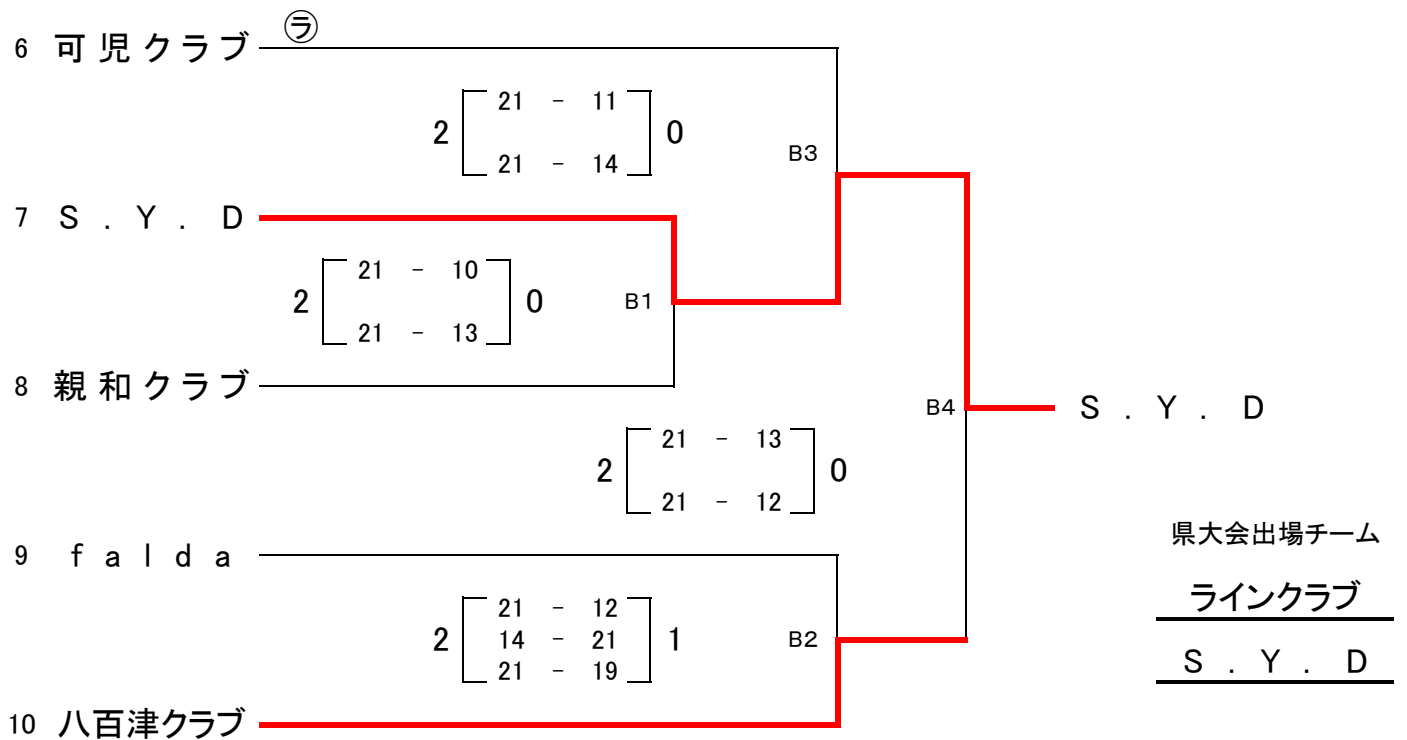 6 可児クラブ ㋶
2 21 - 11 0
21 - 14
B3
7 S . Y . D
2 21 - 10 0
21 - 13
B1
8 親和クラブ
B4 S . Y . D
2 21 - 13 0
21 - 12
県大会出場チーム
9 falda
ラインクラブ
2 21 - 12 1
14 - 21
21 - 19
B2
S . Y . D
10 八百津クラブ